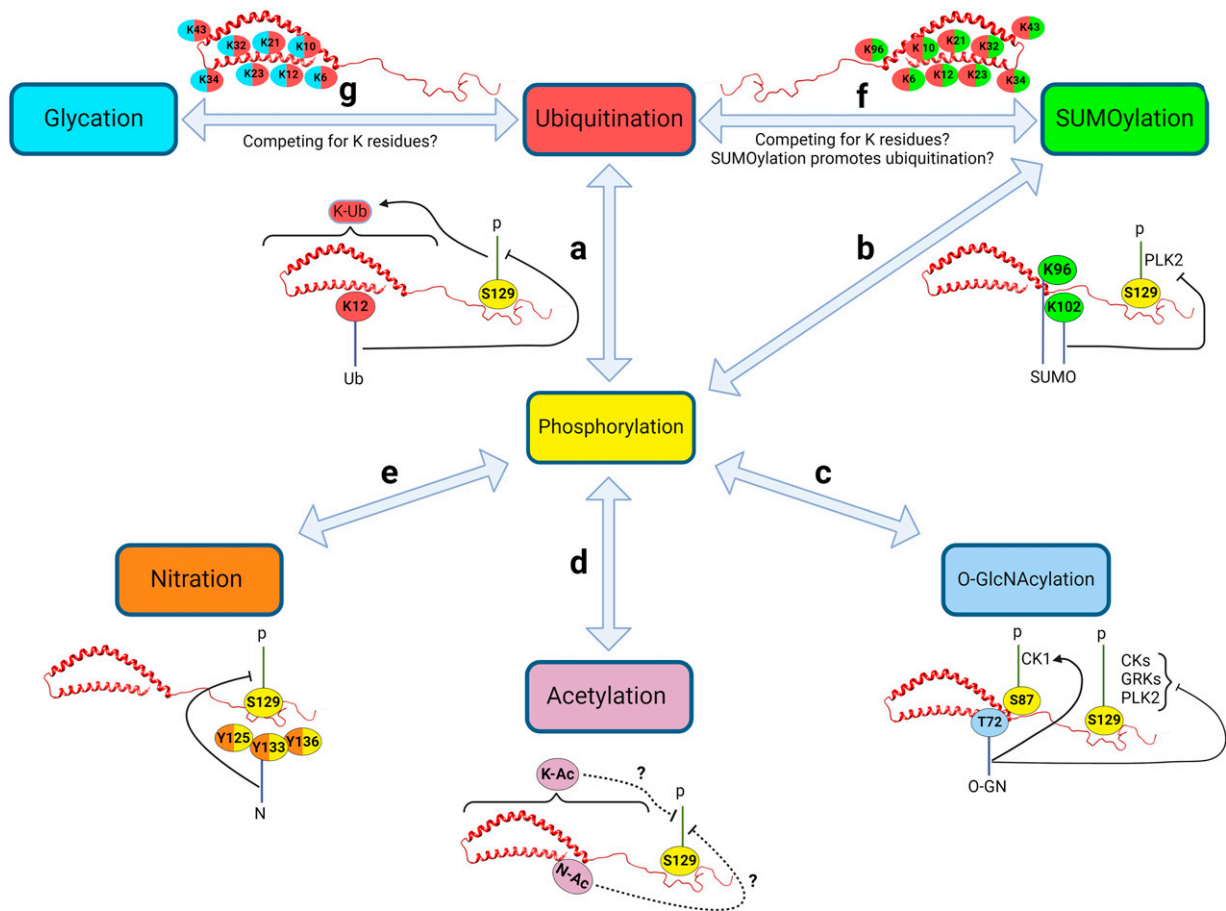 K43
K32
K21
K10
K34
K23
K12
K6
g
Glycation
Competing for K residues?
Ubiquitination
K96
K10
K21
K32
K43
K6
K12
K23
K34
f
Competing for K residues?
SUMOylation promotes ubiquitination?
SUMOylation
a
K-Ub
p
S129
K12
Ub
b
p
PLK2
K96
S129
K102
SUMO
Phosphorylation
e
c
d
Nitration
p
S129
Y125
Y133
Y136
N
Acetylation
K-Ac
?
p
S129
N-Ac
?
O-GlcNAcylation
p
CK1
p
CKs
GRKs
PLK2
S87
T72
S129
O-GN